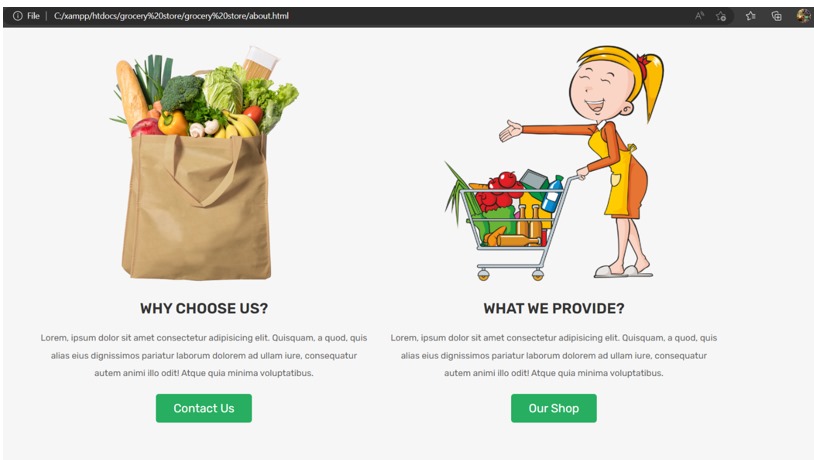 File | C:/xampp/htdocs/grocery%20store/grocery%20store/about.html
WHY CHOOSE US?
Lorem, ipsum dolor sit amet consectetur adipisicing elit. Quisquam, a quod, quis
alias eius dignissimos pariatur laborum dolorem ad ullam iure, consequatur
autem animi illo odit! Atque quia minima voluptatibus.
Contact Us
WHAT WE PROVIDE?
Lorem, ipsum dolor sit amet consectetur adipisicing elit. Quisquam, a quod, quis
alias eius dignissimos pariatur laborum dolorem ad ullam iure, consequatur
autem animi illo odit! Atque quia minima voluptatibus.
Our Shop